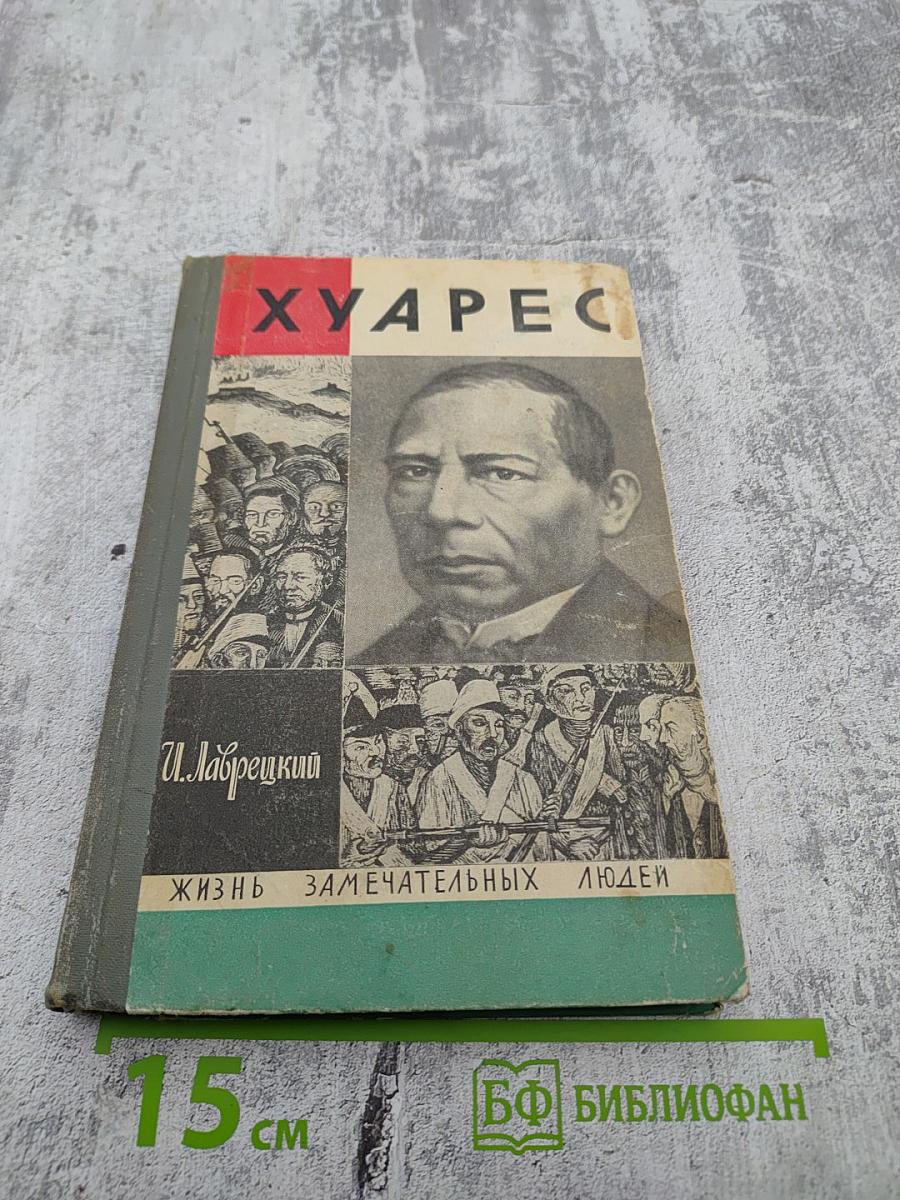 ХУАРЕС
И. Лаврецкий
ЖИЗНЬ ЗАМЕЧАТЕЛЬНЫХ ЛЮДЕЙ
15 см
БФ БИБЛИОФАН